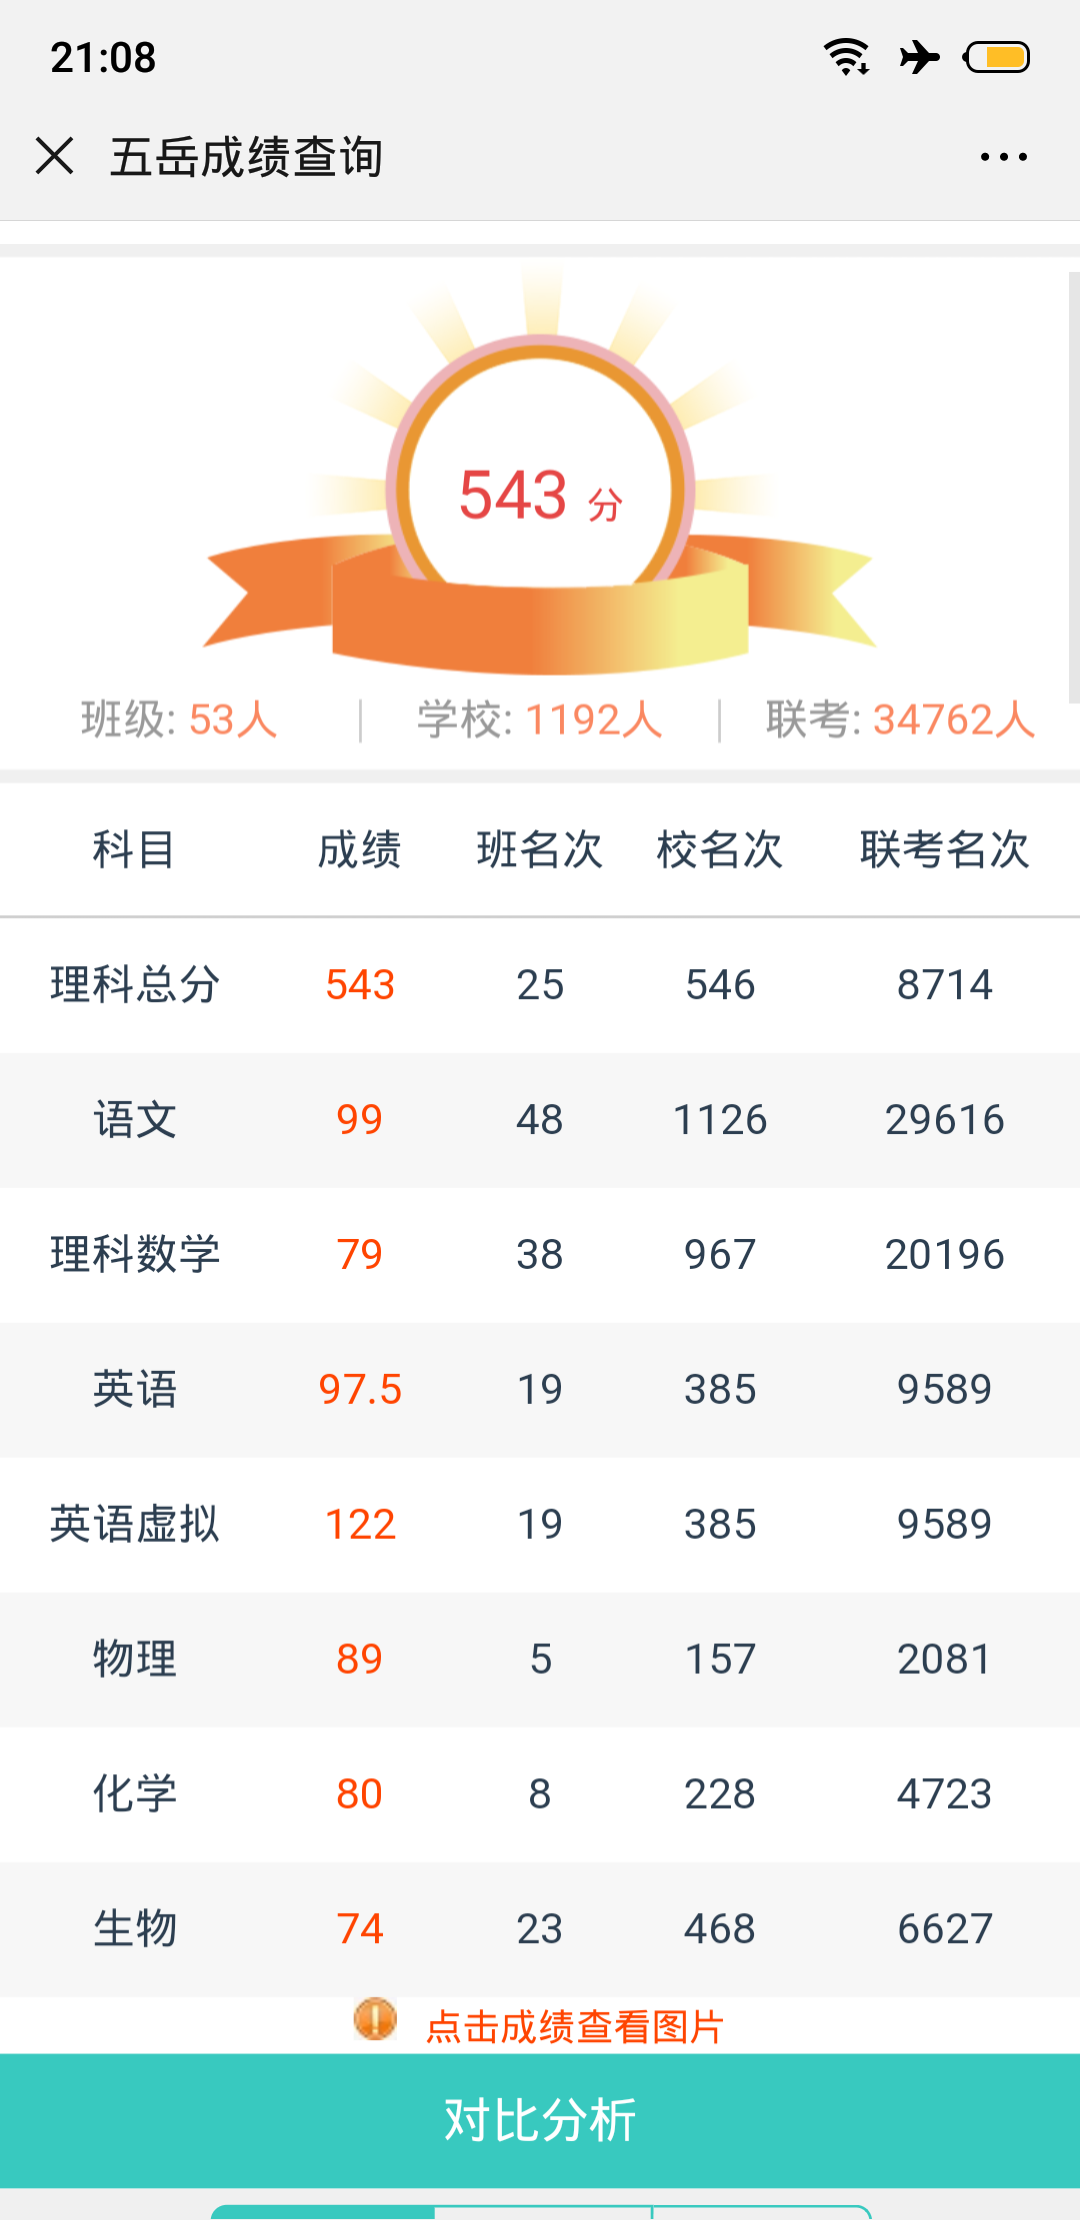 21:08
五岳成绩查询
543 分
班级: 53人 学校: 1192人 联考: 34762人
科目 成绩 班名次 校名次 联考名次
理科总分 543 25 546 8714
语文 99 48 1126 29616
理科数学 79 38 967 20196
英语 97.5 19 385 9589
英语虚拟 122 19 385 9589
物理 89 5 157 2081
化学 80 8 228 4723
生物 74 23 468 6627
点击成绩查看图片
对比分析